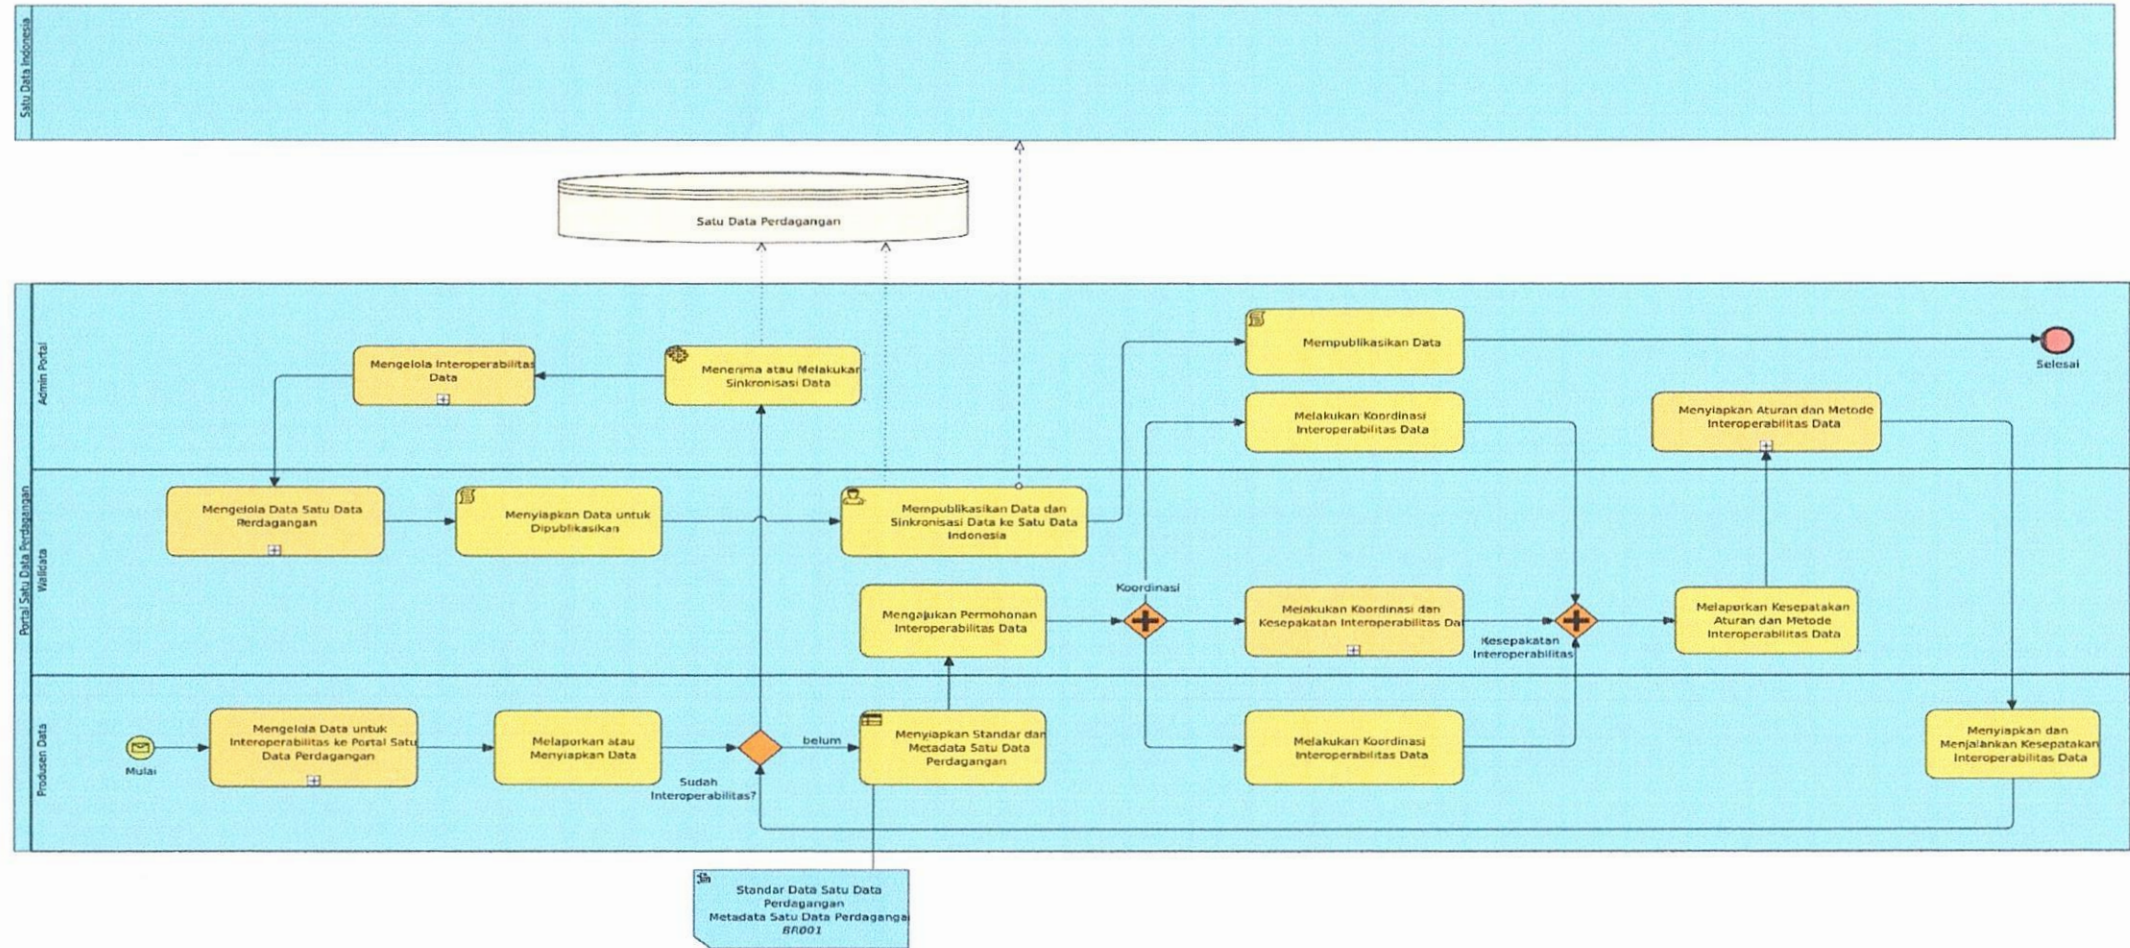 Satu Data Indonesia
Satu Data Perdagangan
Portal Satu Data Perdagangan
Admin Portal
Mengelola Interoperabilitas
Data
Menerima atau Melakukan
Sinkronisasi Data
Mempublikasikan Data
Selesai
Melakukan Koordinasi
Interoperabilitas Data
Menyiapkan Aturan dan Metode
Interoperabilitas Data
Walidata
Mengelola Data Satu Data
Perdagangan
Menyiapkan Data untuk
Dipublikasikan
Mempublikasikan Data dan
Sinkronisasi Data ke Satu Data
Indonesia
Mengajukan Permohonan
Interoperabilitas Data
Koordinasi
Melakukan Koordinasi dan
Kesepakatan Interoperabilitas Dat
Kesepakatan
Interoperabilitas
Melaporkan Kesepatakan
Aturan dan Metode
Interoperabilitas Data
Produsen Data
Mulai
Mengelola Data untuk
Interoperabilitas ke Portal Satu
Data Perdagangan
Melaporkan atau
Menyiapkan Data
Sudah
Interoperabilitas?
belum
Menyiapkan Standar dan
Metadata Satu Data
Perdagangan
Melakukan Koordinasi
Interoperabilitas Data
Menyiapkan dan
Menjalankan Kesepatakan
Interoperabilitas Data
Standar Data Satu Data
Perdagangan
Metadata Satu Data Perdagangan
BR001